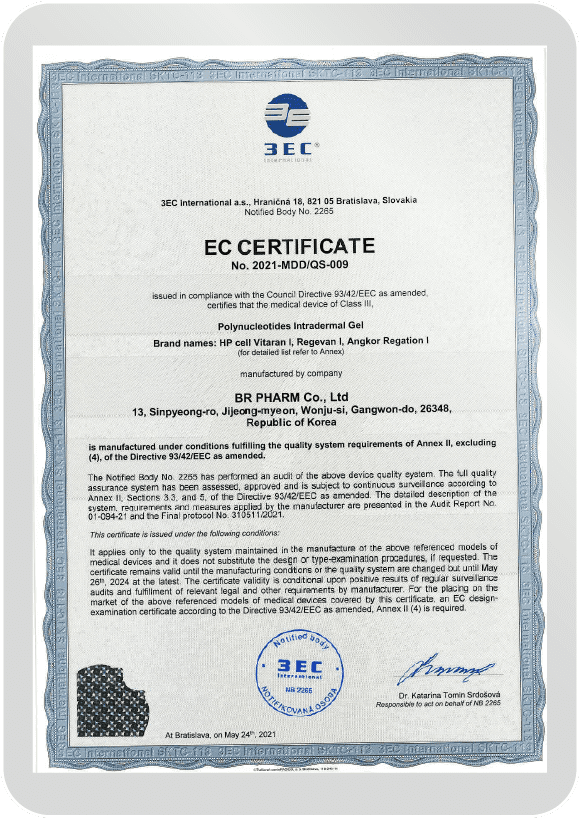 3EC International SKTC-113 3EC International SKTC-113 3EC International SKTC-113
3EC®
International
3EC International a.s., Hraničná 18, 821 05 Bratislava, Slovakia
Notified Body No. 2265
EC CERTIFICATE
No. 2021-MDD/QS-009
issued in compliance with the Council Directive 93/42/EEC as amended,
certifies that the medical device of Class III,
Polynucleotides Intradermal Gel
Brand names: HP cell Vitaran I, Regevan I, Angkor Regation I
(for detailed list refer to Annex)
manufactured by company
BR PHARM Co., Ltd
13, Sinpyeong-ro, Jijeong-myeon, Wonju-si, Gangwon-do, 26348,
Republic of Korea
is manufactured under conditions fulfilling the quality system requirements of Annex II, excluding
(4), of the Directive 93/42/EEC as amended.
The Notified Body No. 2265 has performed an audit of the above device quality system. The full quality
assurance system has been assessed, approved and is subject to continuous surveillance according to
Annex II, Sections 3.3, and 5, of the Directive 93/42/EEC as amended. The detailed description of the
system, requirements and measures applied by the manufacturer are presented in the Audit Report No.
01-094-21 and the Final protocol No. 310511/2021.
This certificate is issued under the following conditions:
It applies only to the quality system maintained in the manufacture of the above referenced models of
medical devices and it does not substitute the design or type-examination procedures, if requested. The
certificate remains valid until the manufacturing conditions or the quality system are changed but until May
26th, 2024 at the latest. The certificate validity is conditional upon positive results of regular surveillance
audits and fulfillment of relevant legal and other requirements by manufacturer. For the placing on the
market of the above referenced models of medical devices covered by this certificate, an EC design-
examination certificate according to the Directive 93/42/EEC as amended, Annex II (4) is required.
Notified body
3EC
International
NB 2265
NOTIFIKOVANÁ OSOBA
Dr. Katarina Tomin Srdošová
Responsible to act on behalf of NB 2265
At Bratislava, on May 24th, 2021
International SKTC-113 3EC International SKTC-113 3EC International SKTC-113